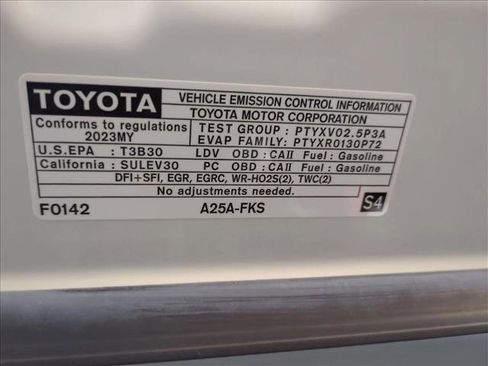 TOYOTA VEHICLE EMISSION CONTROL INFORMATION
TOYOTA MOTOR CORPORATION
Conforms to regulations
2023MY
TEST GROUP : PTYXV02.5P3A
EVAP FAMILY: PTYXR0130P72
U.S.EPA : T3B30 LDV OBD : CAII Fuel : Gasoline
California : SULEV30 PC OBD : CAII Fuel : Gasoline
DFI+SFI, EGR, EGRC, WR-HO2S(2), TWC(2)
No adjustments needed.
F0142 A25A-FKS S4